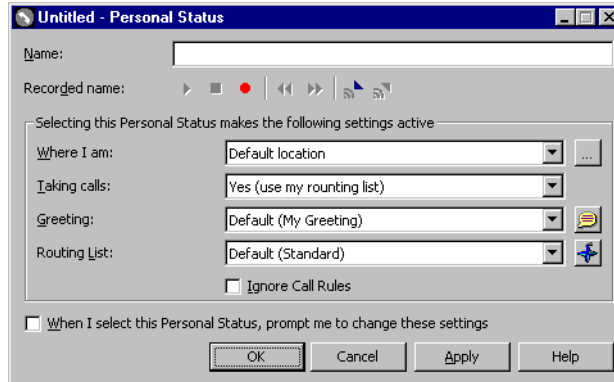 Untitled - Personal Status
Name:
Recorded name:
Selecting this Personal Status makes the following settings active
Where I am: Default location ...
Taking calls: Yes (use my rounting list)
Greeting: Default (My Greeting)
Routing List: Default (Standard)
Ignore Call Rules
When I select this Personal Status, prompt me to change these settings
OK Cancel Apply Help